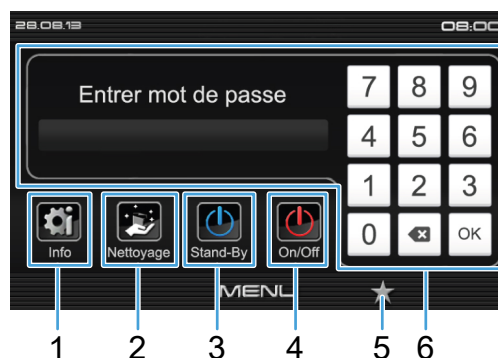 28.08.13 08:00
Entrer mot de passe
7 8 9
4 5 6
1 2 3
0 OK
Info Nettoyage Stand-By On/Off
MENU
1 2 3 4 5 6